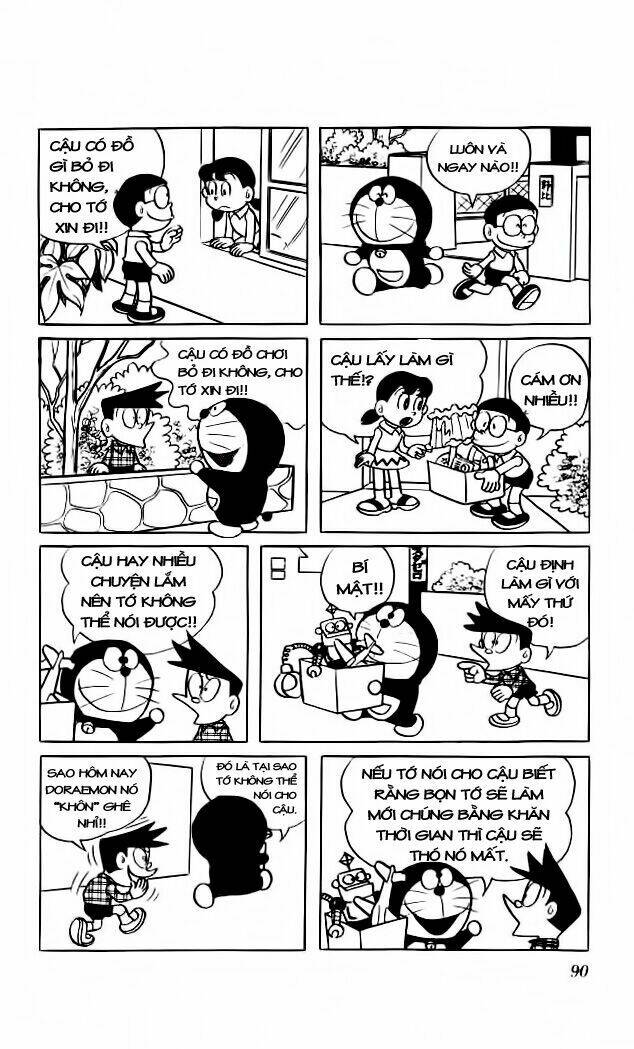 CẬU CÓ ĐỒ
GÌ BỎ ĐI
KHÔNG,
CHO TỚ
XIN ĐI!!
LUÔN VÀ
NGAY NÀO!!
野比
CẬU CÓ ĐỒ CHƠI
BỎ ĐI KHÔNG, CHO
TỚ XIN ĐI!!
CẬU LẤY LÀM GÌ
THẾ!?
CÁM ƠN
NHIỀU!!
CẬU HAY NHIỀU
CHUYỆN LẮM
NÊN TỚ KHÔNG
THỂ NÓI ĐƯỢC!!
BÍ
MẬT!!
CẬU ĐỊNH
LÀM GÌ VỚI
MẤY THỨ
ĐÓ!
SAO HÔM NAY
DORAEMON NÓ
"KHÔN" GHÊ
NHỈ!!
ĐÓ LÀ TẠI SAO
TỚ KHÔNG THỂ
NÓI CHO
CẬU.
NẾU TỚ NÓI CHO CẬU BIẾT
RẰNG BỌN TỚ SẼ LÀM
MỚI CHÚNG BẰNG KHĂN
THỜI GIAN THÌ CẬU SẼ
THÓ NÓ MẤT.
90